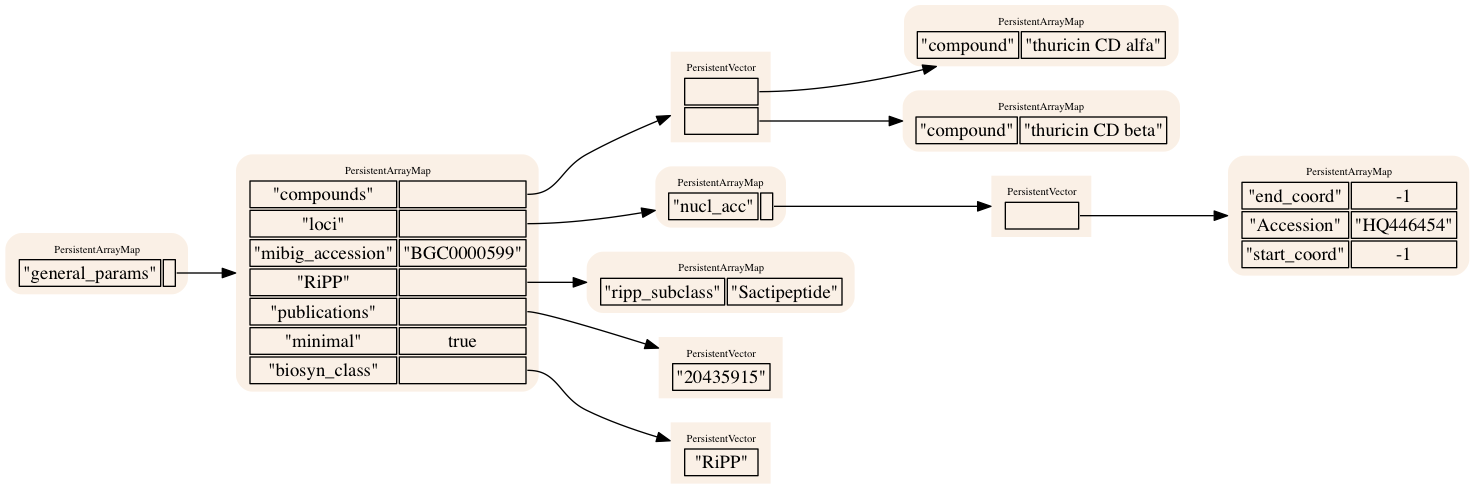 PersistentArrayMap
"general_params"
PersistentArrayMap
"compounds"
"loci"
"mibig_accession" "BGC0000599"
"RiPP"
"publications"
"minimal" true
"biosyn_class"
PersistentVector
PersistentArrayMap
"compound" "thuricin CD alfa"
PersistentArrayMap
"compound" "thuricin CD beta"
PersistentArrayMap
"nucl_acc"
PersistentVector
PersistentArrayMap
"end_coord" -1
"Accession" "HQ446454"
"start_coord" -1
PersistentArrayMap
"ripp_subclass" "Sactipeptide"
PersistentVector
"20435915"
PersistentVector
"RiPP"